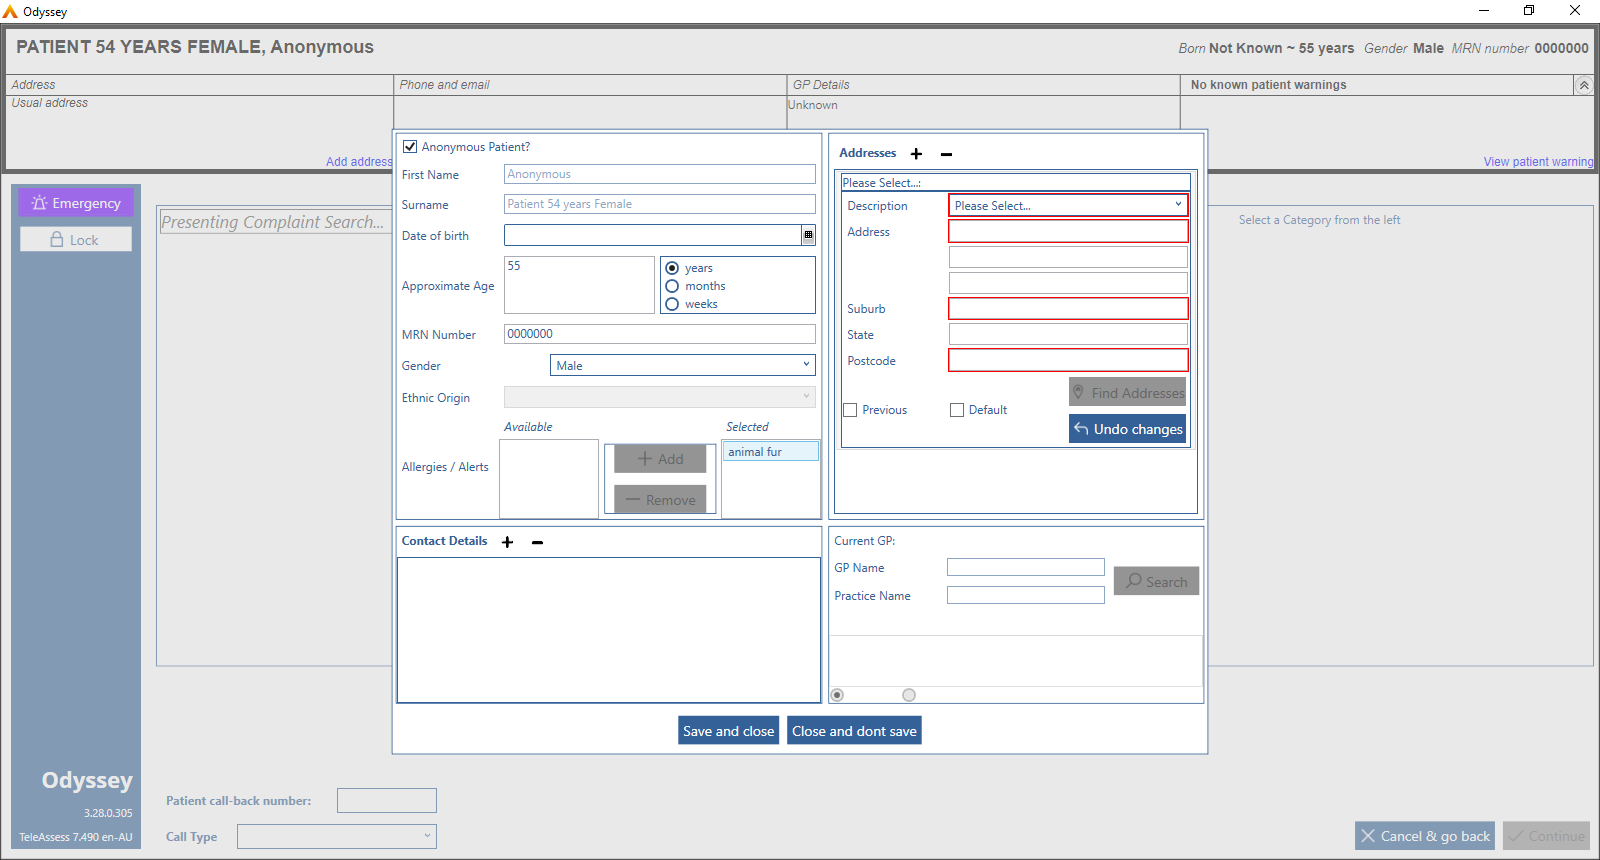 Odyssey
PATIENT 54 YEARS FEMALE, Anonymous
Born Not Known ~ 55 years Gender Male MRN number 0000000
Address
Phone and email
GP Details
No known patient warnings
Usual address
Unknown
Add address
View patient warning
Emergency
Lock
Presenting Complaint Search...
Select a Category from the left
Anonymous Patient?
First Name Anonymous
Surname Patient 54 years Female
Date of birth
Approximate Age 55
years
months
weeks
MRN Number 0000000
Gender Male
Ethnic Origin
Available
Selected
Allergies / Alerts
Add
Remove
animal fur
Addresses
Please Select...:
Description Please Select...
Address
Suburb
State
Postcode
Find Addresses
Previous
Default
Undo changes
Contact Details
Current GP:
GP Name
Practice Name
Search
Save and close
Close and dont save
Odyssey
3.28.0.305
TeleAssess 7.490 en-AU
Patient call-back number:
Call Type
Cancel & go back
Continue